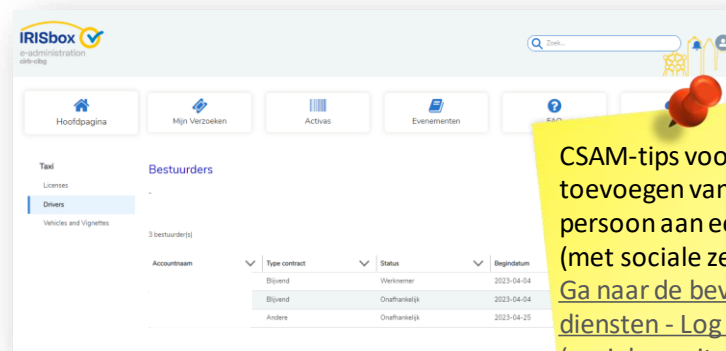 IRISbox
e-administration
cirb-cibg
Zoek...
Hoofdpagina
Mijn Verzoeken
Activas
Evenementen
FAQ
Taxi
Licenses
Drivers
Vehicles and Vignettes
Bestuurders
-
3 bestuurder(s)
Accountnaam Type contract Status Begindatum
Blijvend Werknemer 2023-04-04
Blijvend Onafhankelijk 2023-04-04
Andere Onafhankelijk 2023-04-25
CSAM-tips voo
toevoegen van
persoon aan ee
(met sociale ze
Ga naar de bev
diensten - Log